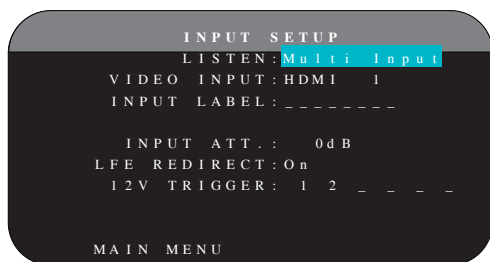 INPUT SETUP
LISTEN:Multi Input
VIDEO INPUT:HDMI 1
INPUT LABEL:_ _ _ _ _ _ _ _
INPUT ATT.: 0dB
LFE REDIRECT:On
12V TRIGGER: 1 2 _ _ _ _
MAIN MENU